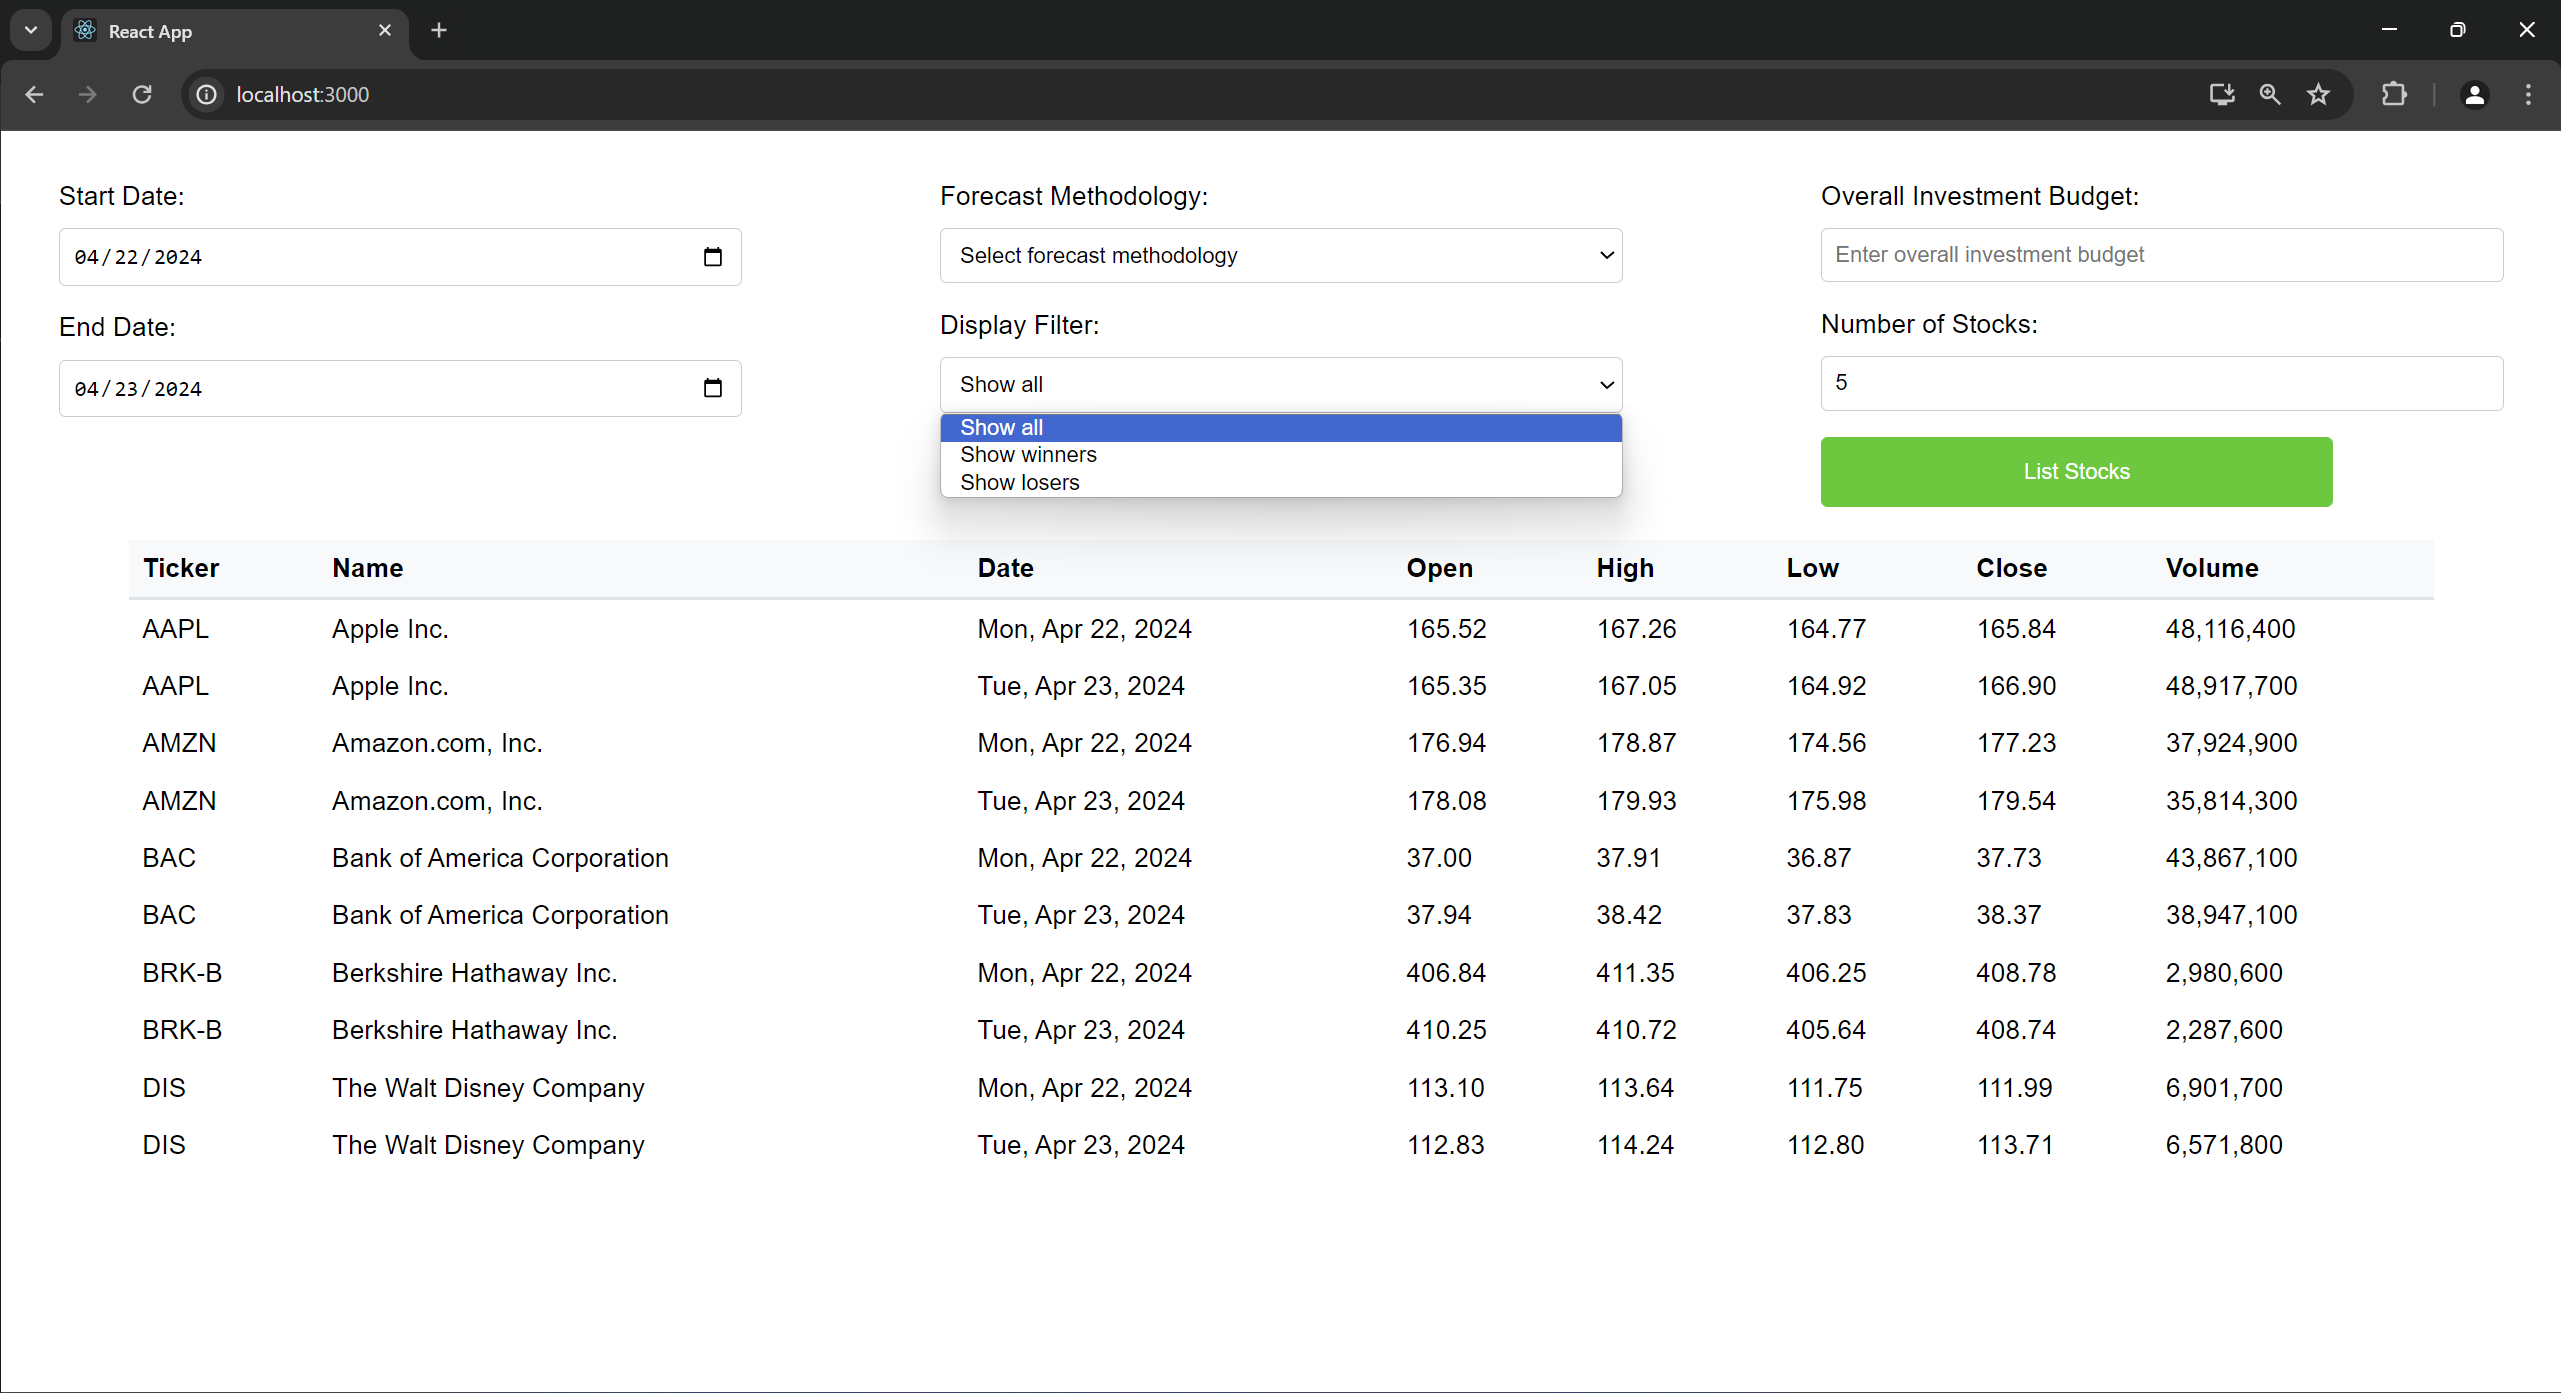 React App
localhost:3000
Start Date:
04/22/2024
End Date:
04/23/2024
Forecast Methodology:
Select forecast methodology
Display Filter:
Show all
Show all
Show winners
Show losers
Overall Investment Budget:
Enter overall investment budget
Number of Stocks:
5
List Stocks
Ticker Name Date Open High Low Close Volume
AAPL Apple Inc. Mon, Apr 22, 2024 165.52 167.26 164.77 165.84 48,116,400
AAPL Apple Inc. Tue, Apr 23, 2024 165.35 167.05 164.92 166.90 48,917,700
AMZN Amazon.com, Inc. Mon, Apr 22, 2024 176.94 178.87 174.56 177.23 37,924,900
AMZN Amazon.com, Inc. Tue, Apr 23, 2024 178.08 179.93 175.98 179.54 35,814,300
BAC Bank of America Corporation Mon, Apr 22, 2024 37.00 37.91 36.87 37.73 43,867,100
BAC Bank of America Corporation Tue, Apr 23, 2024 37.94 38.42 37.83 38.37 38,947,100
BRK-B Berkshire Hathaway Inc. Mon, Apr 22, 2024 406.84 411.35 406.25 408.78 2,980,600
BRK-B Berkshire Hathaway Inc. Tue, Apr 23, 2024 410.25 410.72 405.64 408.74 2,287,600
DIS The Walt Disney Company Mon, Apr 22, 2024 113.10 113.64 111.75 111.99 6,901,700
DIS The Walt Disney Company Tue, Apr 23, 2024 112.83 114.24 112.80 113.71 6,571,800